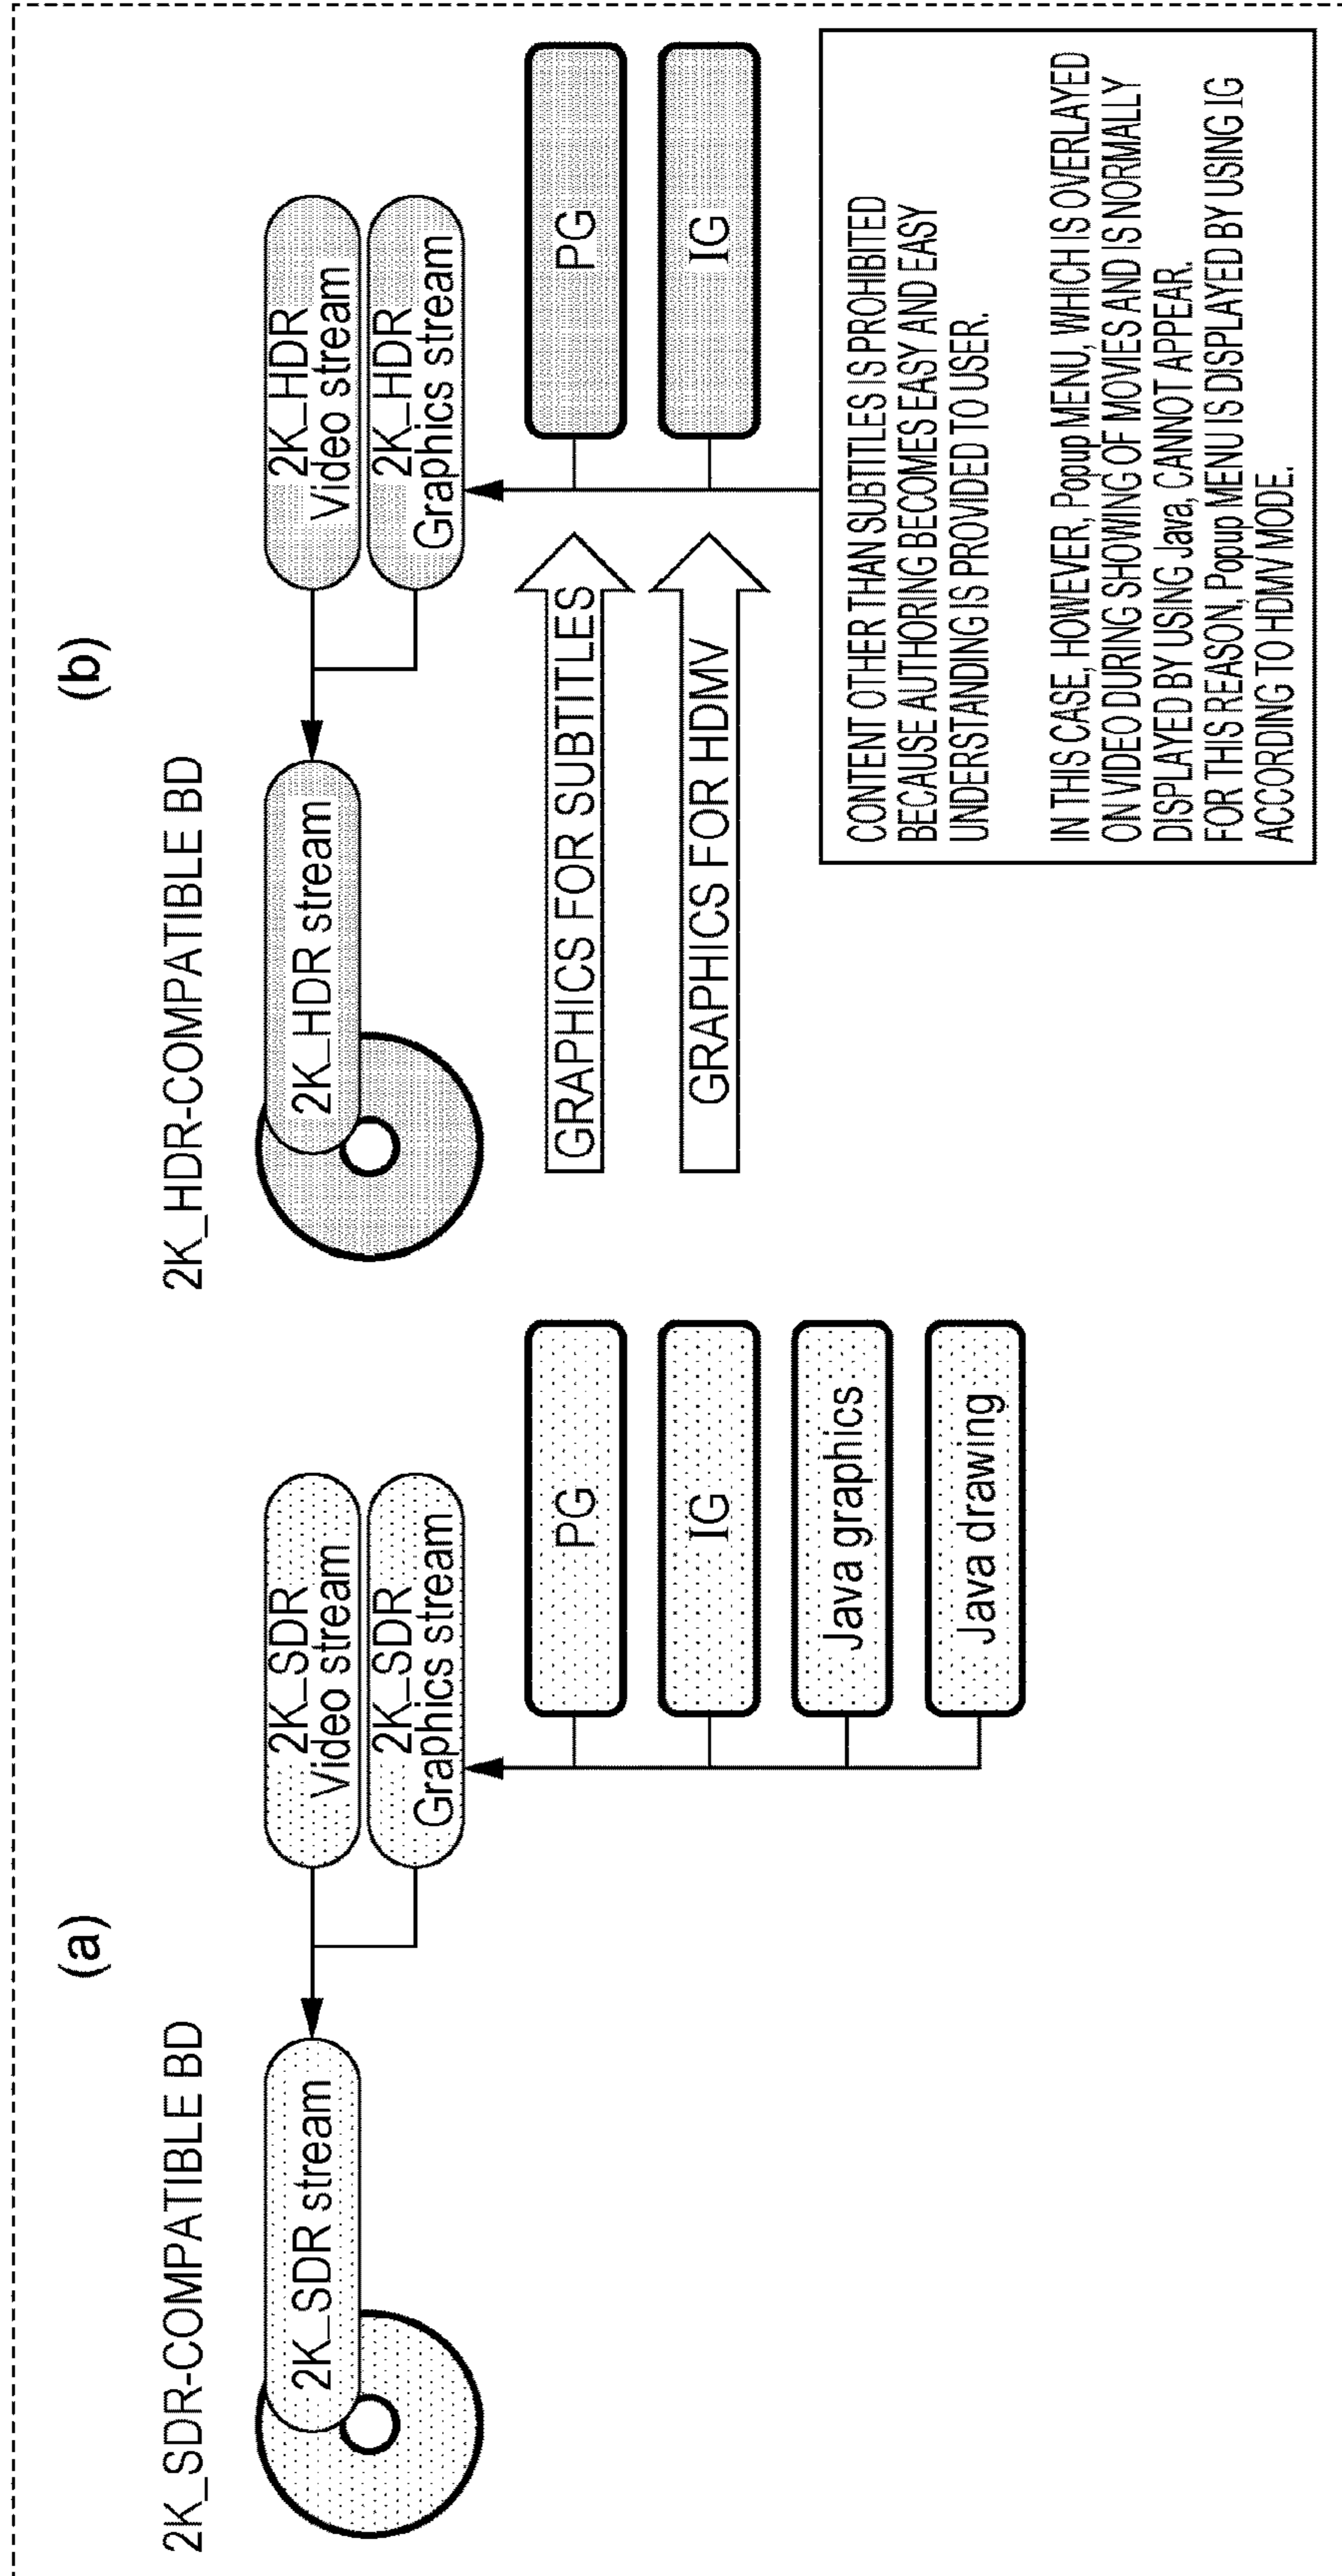 (a)
2K_SDR-COMPATIBLE BD
2K_SDR stream
2K_SDR
Video stream
2K_SDR
Graphics stream
PG
IG
Java graphics
Java drawing
(b)
2K_HDR-COMPATIBLE BD
2K_HDR stream
2K_HDR
Video stream
2K_HDR
Graphics stream
GRAPHICS FOR SUBTITLES
PG
GRAPHICS FOR HDMV
IG
CONTENT OTHER THAN SUBTITLES IS PROHIBITED
BECAUSE AUTHORING BECOMES EASY AND EASY
UNDERSTANDING IS PROVIDED TO USER.
IN THIS CASE, HOWEVER, Popup MENU, WHICH IS OVERLAYED
ON VIDEO DURING SHOWING OF MOVIES AND IS NORMALLY
DISPLAYED BY USING Java, CANNOT APPEAR.
FOR THIS REASON, Popup MENU IS DISPLAYED BY USING IG
ACCORDING TO HDMV MODE.